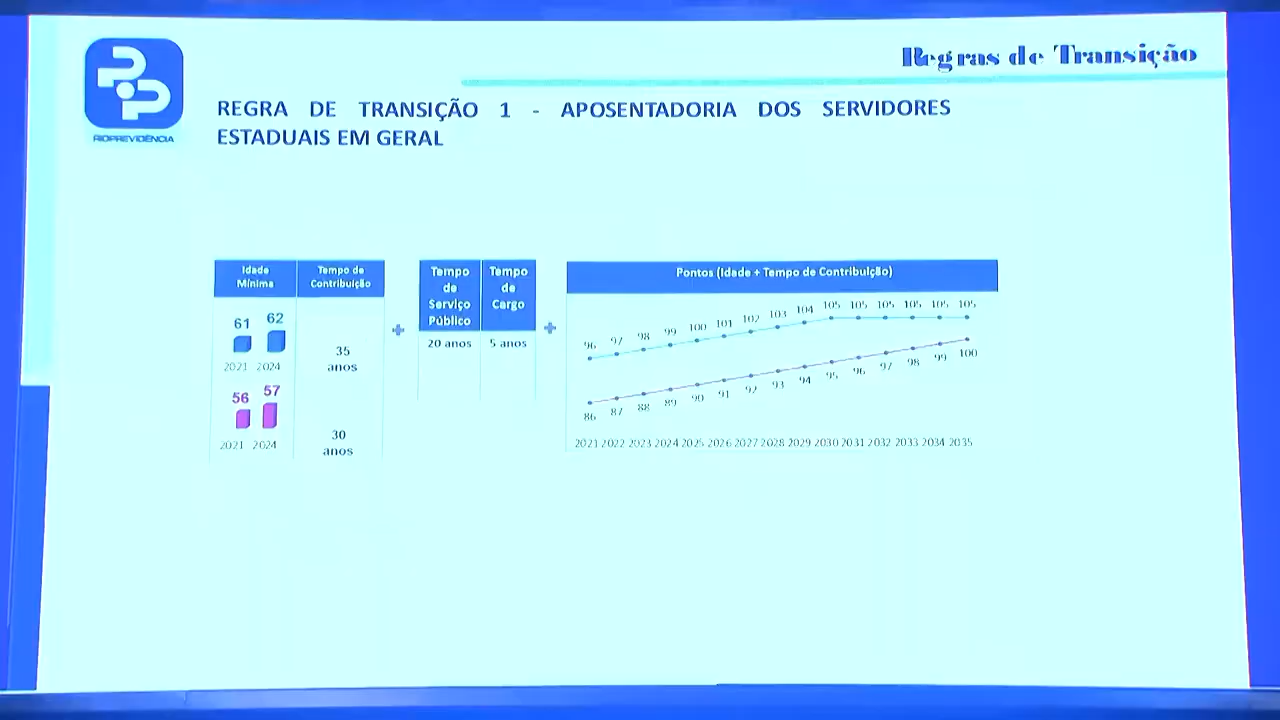 Regras de Transição
RIOPREVIDÊNCIA
REGRA DE TRANSIÇÃO 1 - APOSENTADORIA DOS SERVIDORES
ESTADUAIS EM GERAL
Idade
Mínima
Tempo de
Contribuição
61 62
2021 2024
35
anos
56 57
2021 2024
30
anos
Tempo
de
Serviço
Público
Tempo
de
Cargo
20 anos 5 anos
Pontos (Idade + Tempo de Contribuição)
96 97 98 99 100 101 102 103 104 105 105 105 105 105 105
86 87 88 89 90 91 92 93 94 95 96 97 98 99 100
2021 2022 2023 2024 2025 2026 2027 2028 2029 2030 2031 2032 2033 2034 2035